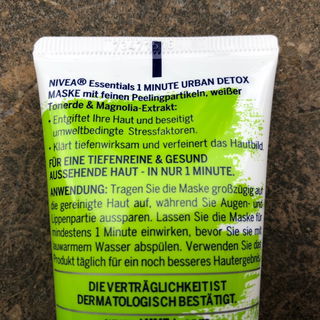 NIVEA® Essentials 1 MINUTE URBAN DETOX
MASKE mit feinen Peelingpartikeln, weißer
Tonerde & Magnolia-Extrakt:
• Entgiftet Ihre Haut und beseitigt
umweltbedingte Stressfaktoren.
• Klärt tiefenwirksam und verfeinert das Hautbild.
FÜR EINE TIEFENREINE & GESUND
AUSSEHENDE HAUT - IN NUR 1 MINUTE.
ANWENDUNG: Tragen Sie die Maske großzügig auf
die gereinigte Haut auf, während Sie Augen- und
Lippenpartie aussparen. Lassen Sie die Maske für
mindestens 1 Minute einwirken, bevor Sie sie mit
lauwarmem Wasser abspülen. Verwenden Sie das
Produkt täglich für ein noch besseres Hautergebnis.
DIE VERTRÄGLICHKEIT IST
DERMATOLOGISCH BESTÄTIGT.